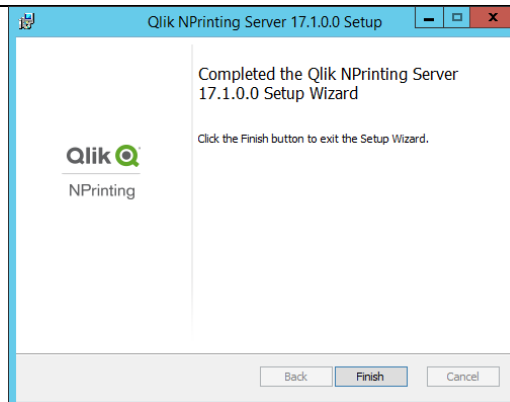 Qlik NPrinting Server 17.1.0.0 Setup
Completed the Qlik NPrinting Server
17.1.0.0 Setup Wizard
Click the Finish button to exit the Setup Wizard.
Qlik
NPrinting
Back
Finish
Cancel